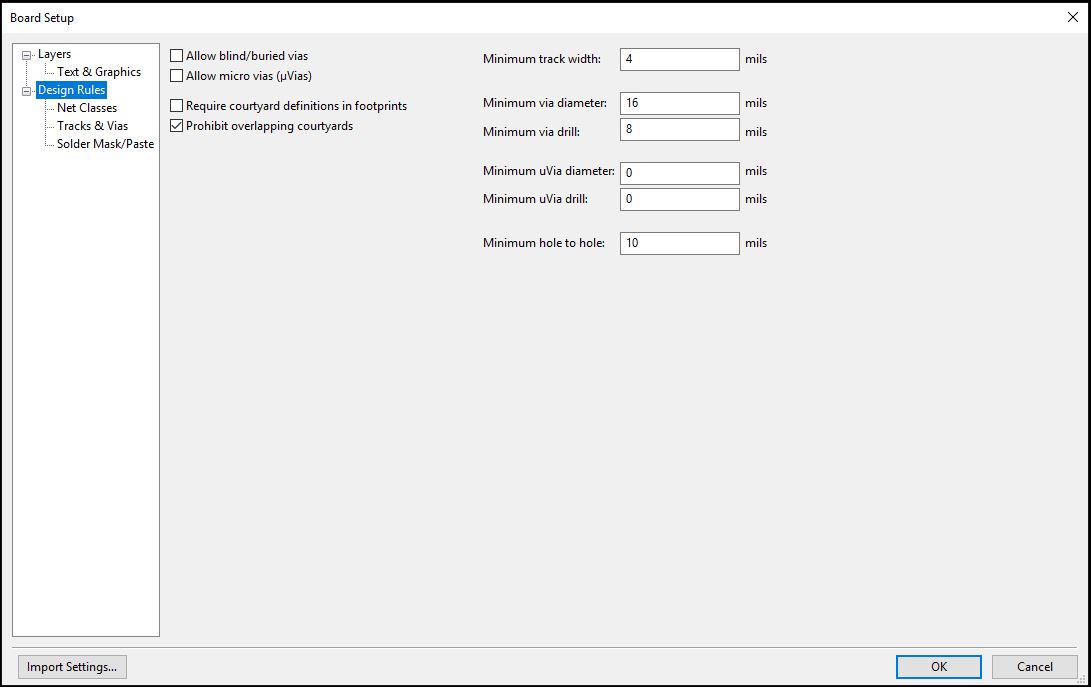 Board Setup
Layers
Text & Graphics
Design Rules
Net Classes
Tracks & Vias
Solder Mask/Paste
Allow blind/buried vias
Allow micro vias (µVias)
Require courtyard definitions in footprints
Prohibit overlapping courtyards
Minimum track width: 4 mils
Minimum via diameter: 16 mils
Minimum via drill: 8 mils
Minimum uVia diameter: 0 mils
Minimum uVia drill: 0 mils
Minimum hole to hole: 10 mils
Import Settings... OK Cancel